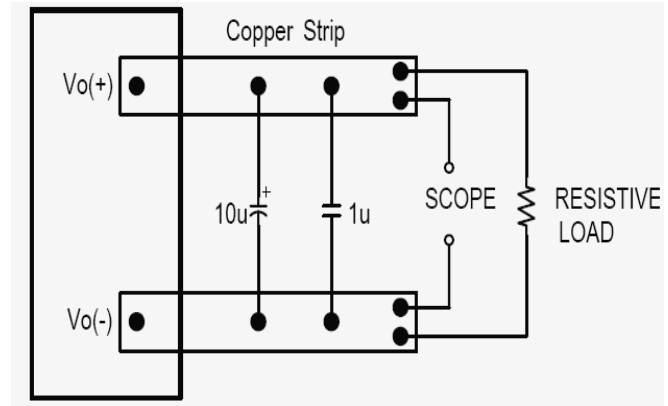 Copper Strip
Vo(+)
10u
+
1u
SCOPE
RESISTIVE
LOAD
Vo(-)